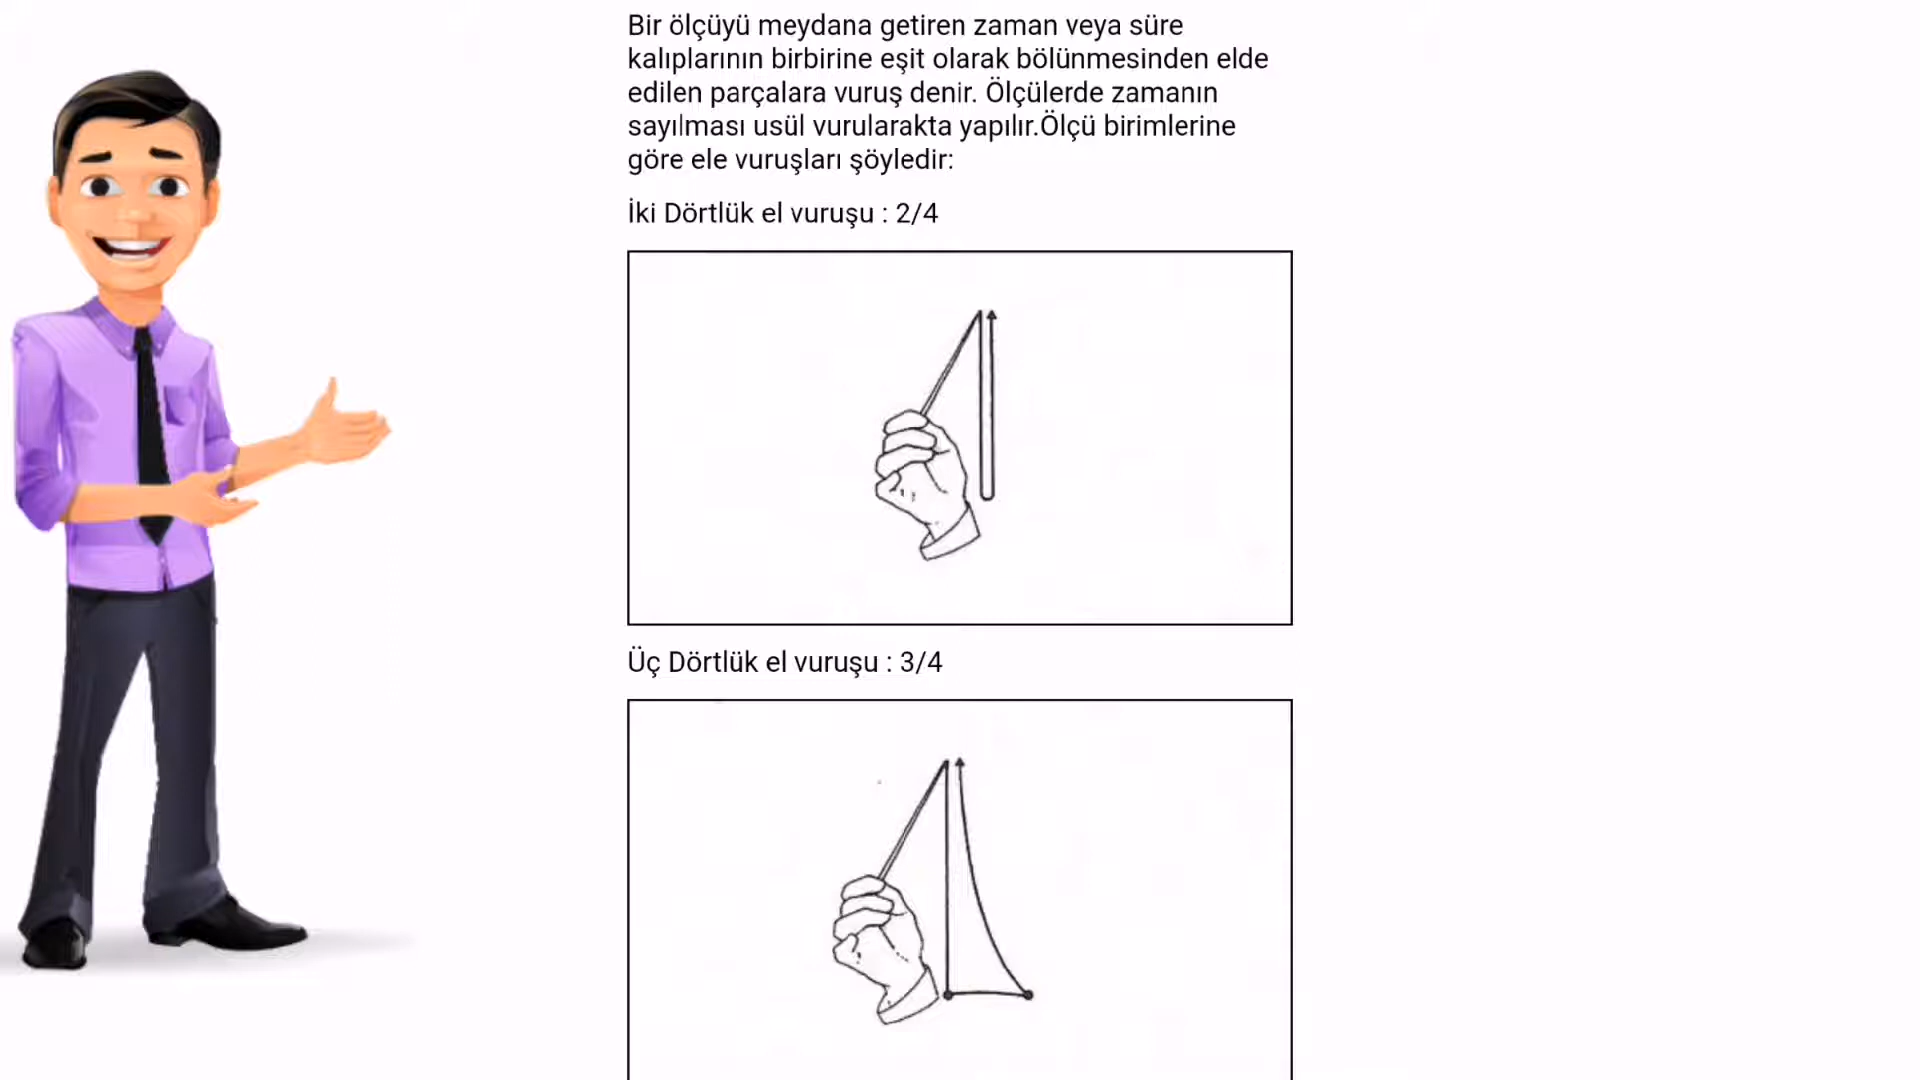 Bir ölçüyü meydana getiren zaman veya süre
kalıplarının birbirine eşit olarak bölünmesinden elde
edilen parçalara vuruş denir. Ölçülerde zamanın
sayılması usül vurularakta yapılır.Ölçü birimlerine
göre ele vuruşları şöyledir:
İki Dörtlük el vuruşu : 2/4
Üç Dörtlük el vuruşu : 3/4